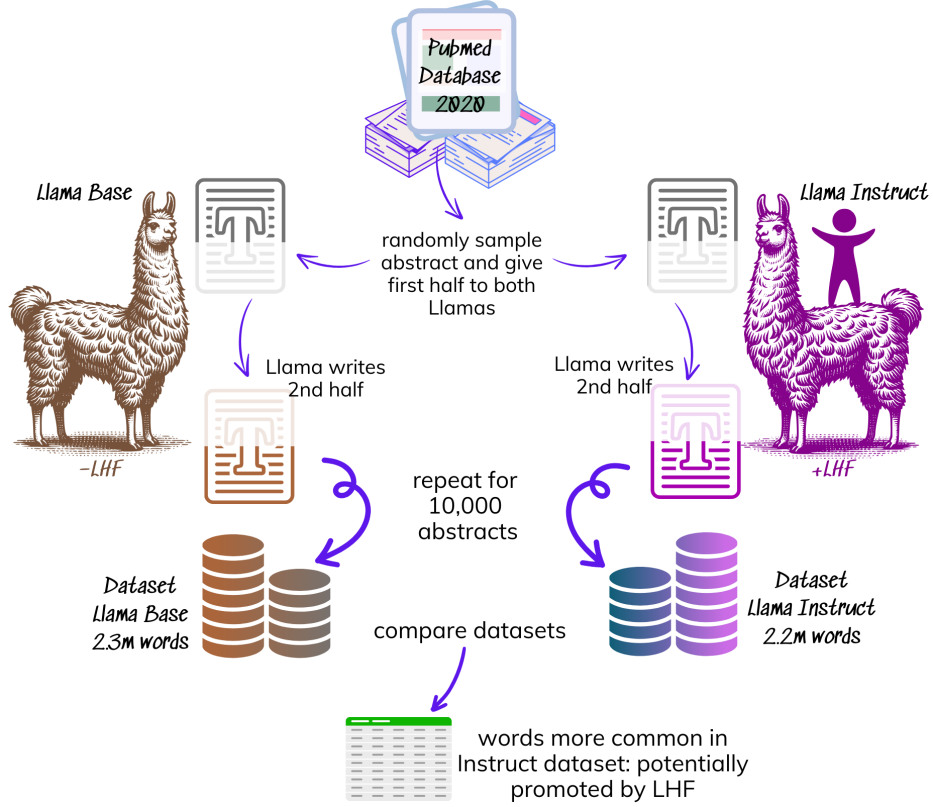 Pubmed
Database
2020
Llama Base
Llama Instruct
randomly sample
abstract and give
first half to both
Llamas
T
T
Llama writes
2nd half
Llama writes
2nd half
T
T
-LHF
+LHF
repeat for
10,000
abstracts
Dataset
Llama Base
2.3m words
Dataset
Llama Instruct
2.2m words
compare datasets
words more common in
Instruct dataset: potentially
promoted by LHF